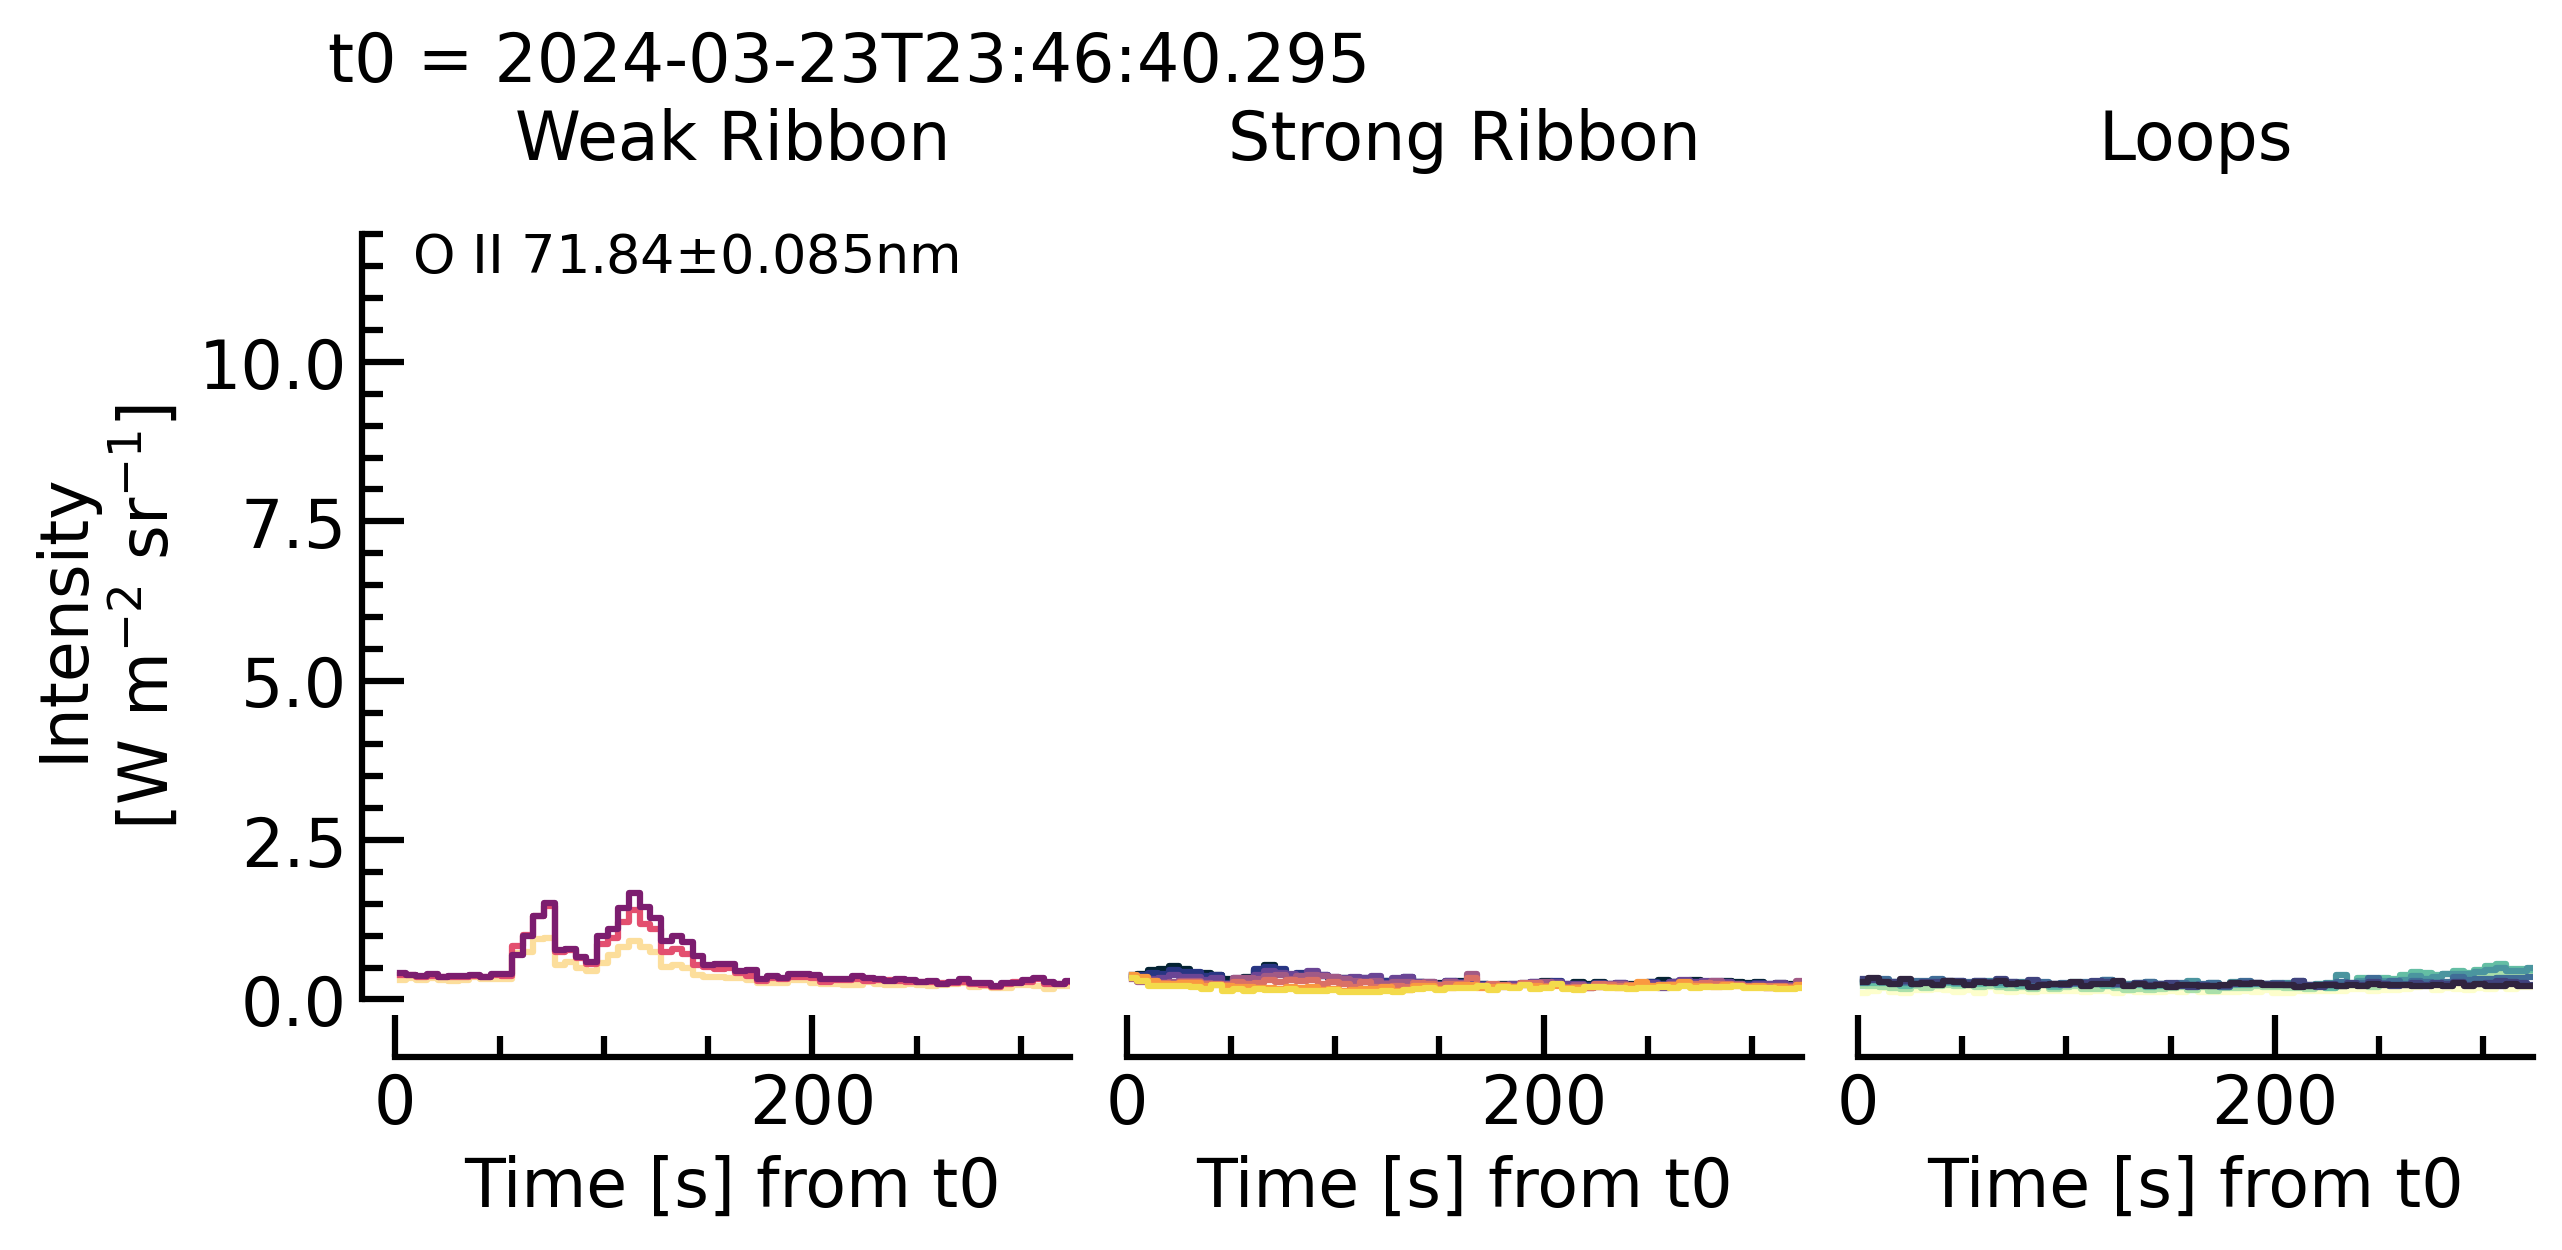 t0 = 2024-03-23T23:46:40.295
Weak Ribbon
Strong Ribbon
Loops
O II 71.84±0.085nm
Intensity
[W m⁻² sr⁻¹]
10.0
7.5
5.0
2.5
0.0
0 200
0 200
0 200
Time [s] from t0
Time [s] from t0
Time [s] from t0